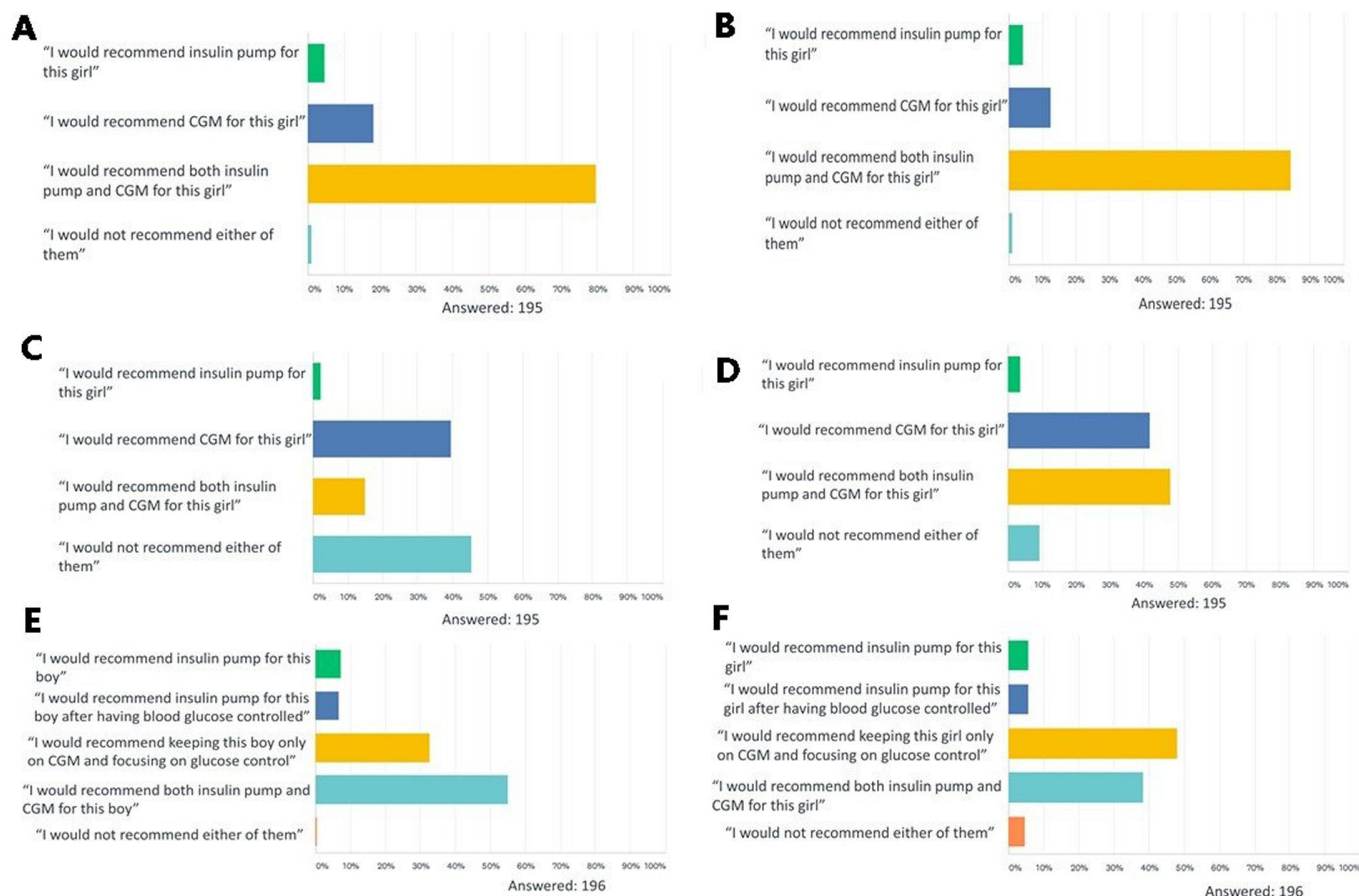 A
“I would recommend insulin pump for
this girl”
“I would recommend CGM for this girl”
“I would recommend both insulin
pump and CGM for this girl”
“I would not recommend either of
them”
0% 10% 20% 30% 40% 50% 60% 70% 80% 90% 100%
Answered: 195
B
“I would recommend insulin pump for
this girl”
“I would recommend CGM for this girl”
“I would recommend both insulin
pump and CGM for this girl”
“I would not recommend either of
them”
0% 10% 20% 30% 40% 50% 60% 70% 80% 90% 100%
Answered: 195
C
“I would recommend insulin pump for
this girl”
“I would recommend CGM for this girl”
“I would recommend both insulin
pump and CGM for this girl”
“I would not recommend either of
them”
0% 10% 20% 30% 40% 50% 60% 70% 80% 90% 100%
Answered: 195
D
“I would recommend insulin pump for
this girl”
“I would recommend CGM for this girl”
“I would recommend both insulin
pump and CGM for this girl”
“I would not recommend either of
them”
0% 10% 20% 30% 40% 50% 60% 70% 80% 90% 100%
Answered: 195
E
“I would recommend insulin pump for this
boy”
“I would recommend insulin pump for this
boy after having blood glucose controlled”
“I would recommend keeping this boy only
on CGM and focusing on glucose control”
“I would recommend both insulin pump and
CGM for this boy”
“I would not recommend either of them”
0% 10% 20% 30% 40% 50% 60% 70% 80% 90% 100%
Answered: 196
F
“I would recommend insulin pump for this
girl”
“I would recommend insulin pump for this
girl after having blood glucose controlled”
“I would recommend keeping this girl only
on CGM and focusing on glucose control”
“I would recommend both insulin pump and
CGM for this girl”
“I would not recommend either of them”
0% 10% 20% 30% 40% 50% 60% 70% 80% 90% 100%
Answered: 196